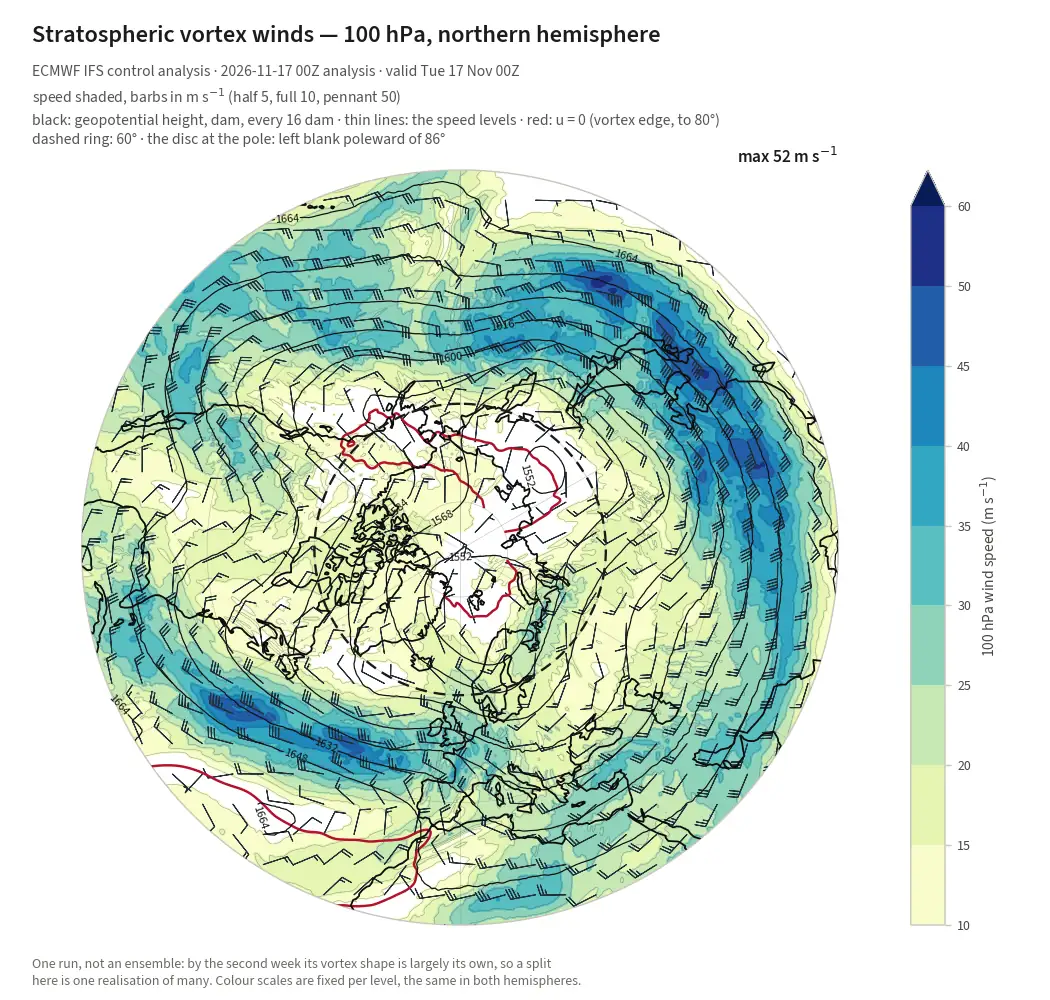 Stratospheric vortex winds — 100 hPa, northern hemisphere
ECMWF IFS control analysis · 2026-11-17 00Z analysis · valid Tue 17 Nov 00Z
speed shaded, barbs in m s⁻¹ (half 5, full 10, pennant 50)
black: geopotential height, dam, every 16 dam · thin lines: the speed levels · red: u = 0 (vortex edge, to 80°)
dashed ring: 60° · the disc at the pole: left blank poleward of 86°
max 52 m s⁻¹
1664
1664
1616
1600
1552
1568
1552
1664
1632
1648
1664
60
50
45
40
35
30
25
20
15
10
100 hPa wind speed (m s⁻¹)
One run, not an ensemble: by the second week its vortex shape is largely its own, so a split
here is one realisation of many. Colour scales are fixed per level, the same in both hemispheres.